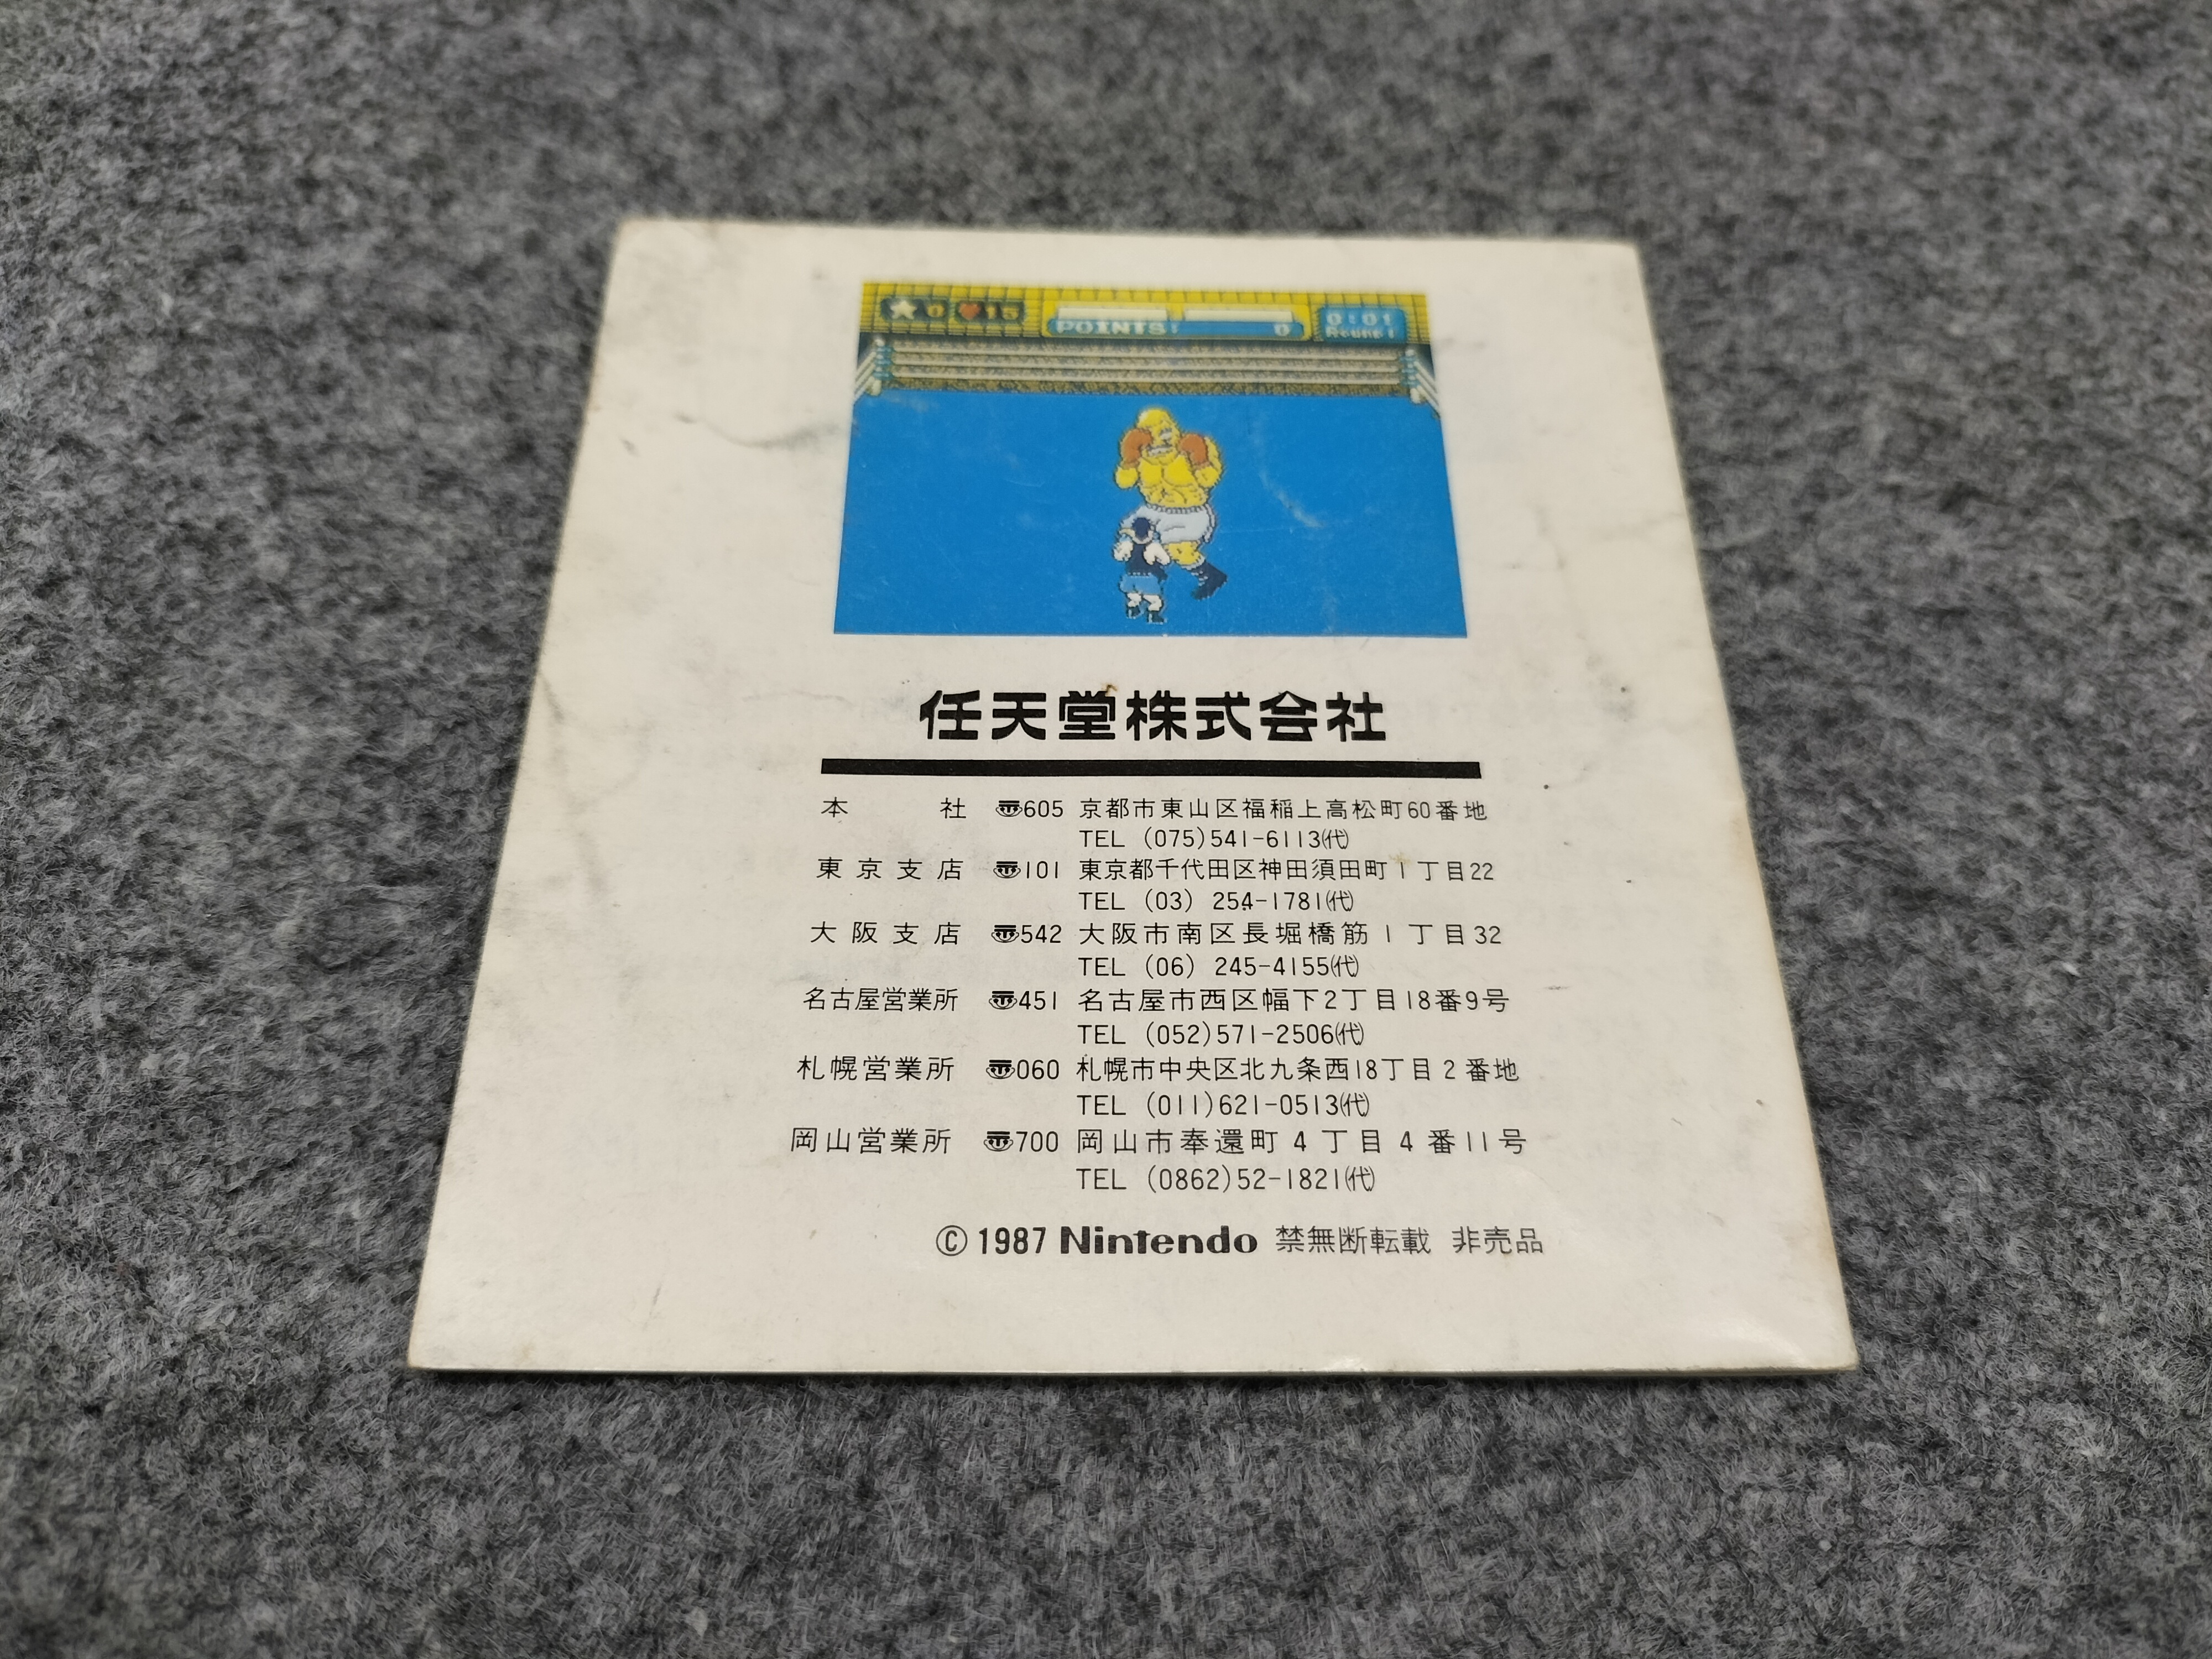 ★ 0 ♥15
POINTS 0
0:01
Round 1
任天堂株式会社
本社 〠605 京都市東山区福稲上高松町60番地
TEL (075)541-6113㈹
東京支店 〠101 東京都千代田区神田須田町1丁目22
TEL (03) 254-1781㈹
大阪支店 〠542 大阪市南区長堀橋筋1丁目32
TEL (06) 245-4155㈹
名古屋営業所 〠451 名古屋市西区幅下2丁目18番9号
TEL (052)571-2506㈹
札幌営業所 〠060 札幌市中央区北九条西18丁目2番地
TEL (011)621-0513㈹
岡山営業所 〠700 岡山市奉還町4丁目4番11号
TEL (0862)52-1821㈹
© 1987 Nintendo 禁無断転載 非売品